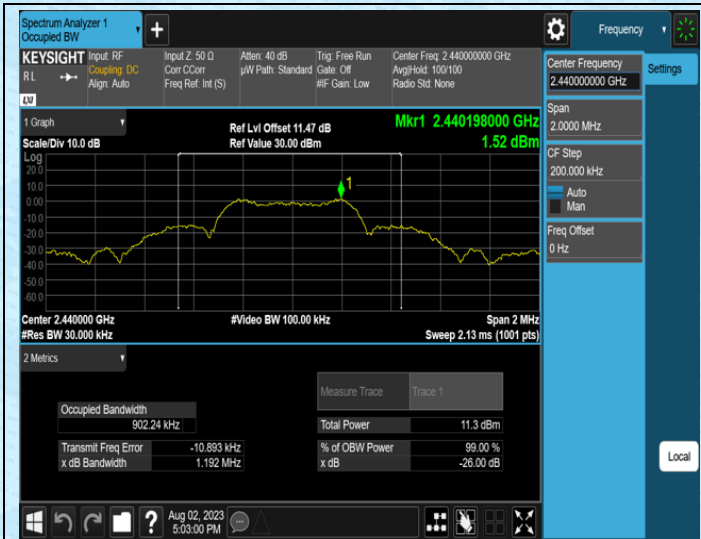 Spectrum Analyzer 1
Occupied BW
Frequency
KEYSIGHT
RL
Input: RF
Coupling: DC
Align: Auto
Input Z: 50 Ω
Corr CCorr
Freq Ref: Int (S)
Atten: 40 dB
µW Path: Standard
Trig: Free Run
Gate: Off
#IF Gain: Low
Center Freq: 2.440000000 GHz
Avg|Hold: 100/100
Radio Std: None
Center Frequency
2.440000000 GHz
Settings
Span
2.0000 MHz
CF Step
200.000 kHz
Auto
Man
Freq Offset
0 Hz
1 Graph
Scale/Div 10.0 dB
Ref Lvl Offset 11.47 dB
Ref Value 30.00 dBm
Mkr1 2.440198000 GHz
1.52 dBm
Log
20.0
10.0
0.00
-10.0
-20.0
-30.0
-40.0
-50.0
-60.0
1
Center 2.440000 GHz
#Res BW 30.000 kHz
#Video BW 100.00 kHz
Span 2 MHz
Sweep 2.13 ms (1001 pts)
2 Metrics
Measure Trace
Trace 1
Occupied Bandwidth
902.24 kHz
Total Power
11.3 dBm
Transmit Freq Error
-10.893 kHz
% of OBW Power
99.00 %
x dB Bandwidth
1.192 MHz
x dB
-26.00 dB
Local
?
Aug 02, 2023
5:03:00 PM